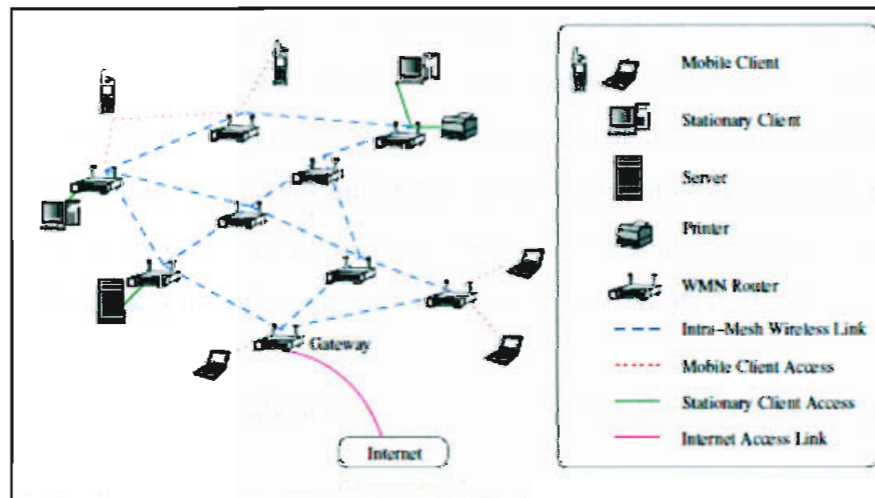 Mobile Client
Stationary Client
Server
Printer
WMN Router
Intra-Mesh Wireless Link
Mobile Client Access
Stationary Client Access
Internet Access Link
Gateway
Internet